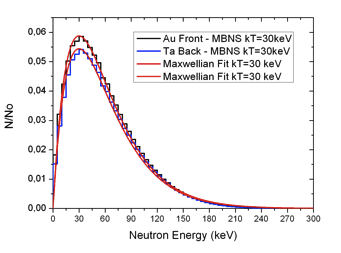 0,06
0,05
0,04
0,03
0,02
0,01
0,00
N/No
Au Front - MBNS kT=30keV
Ta Back - MBNS kT=30keV
Maxwellian Fit kT=30 keV
Maxwellian Fit kT=30 keV
0 30 60 90 120 150 180 210 240 270 300
Neutron Energy (keV)